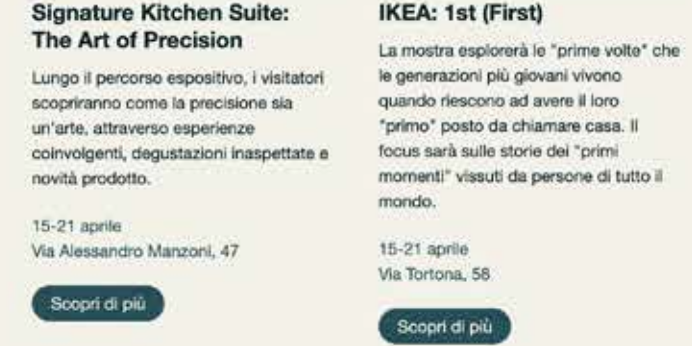 Signature Kitchen Suite:
The Art of Precision
Lungo il percorso espositivo, i visitatori
scopriranno come la precisione sia
un'arte, attraverso esperienze
coinvolgenti, degustazioni inaspettate e
novità prodotto.
15-21 aprile
Via Alessandro Manzoni, 47
Scopri di più
IKEA: 1st (First)
La mostra esplorerà le "prime volte" che
le generazioni più giovani vivono
quando riescono ad avere il loro
"primo" posto da chiamare casa. Il
focus sarà sulle storie dei "primi
momenti" vissuti da persone di tutto il
mondo.
15-21 aprile
Via Tortona, 58
Scopri di più